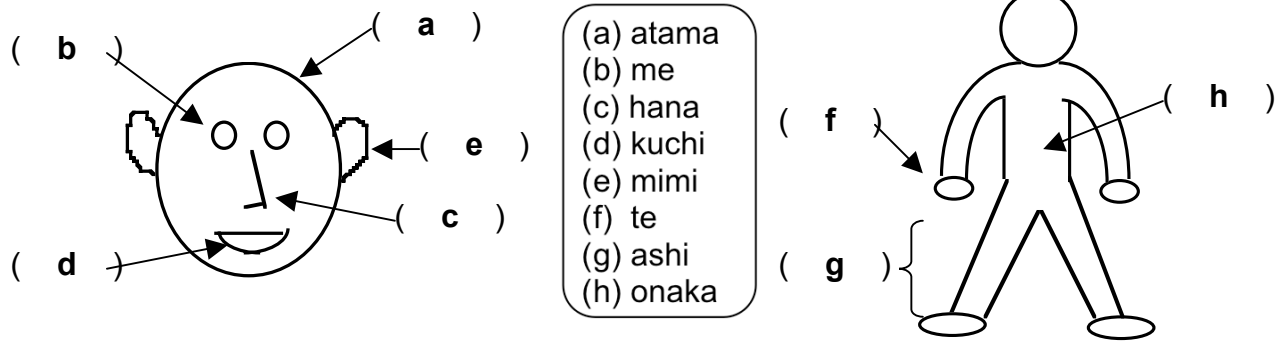 ( a )
( b )
( e )
( c )
( d )
(a) atama
(b) me
(c) hana
(d) kuchi
(e) mimi
(f) te
(g) ashi
(h) onaka
( h )
( f )
( g )